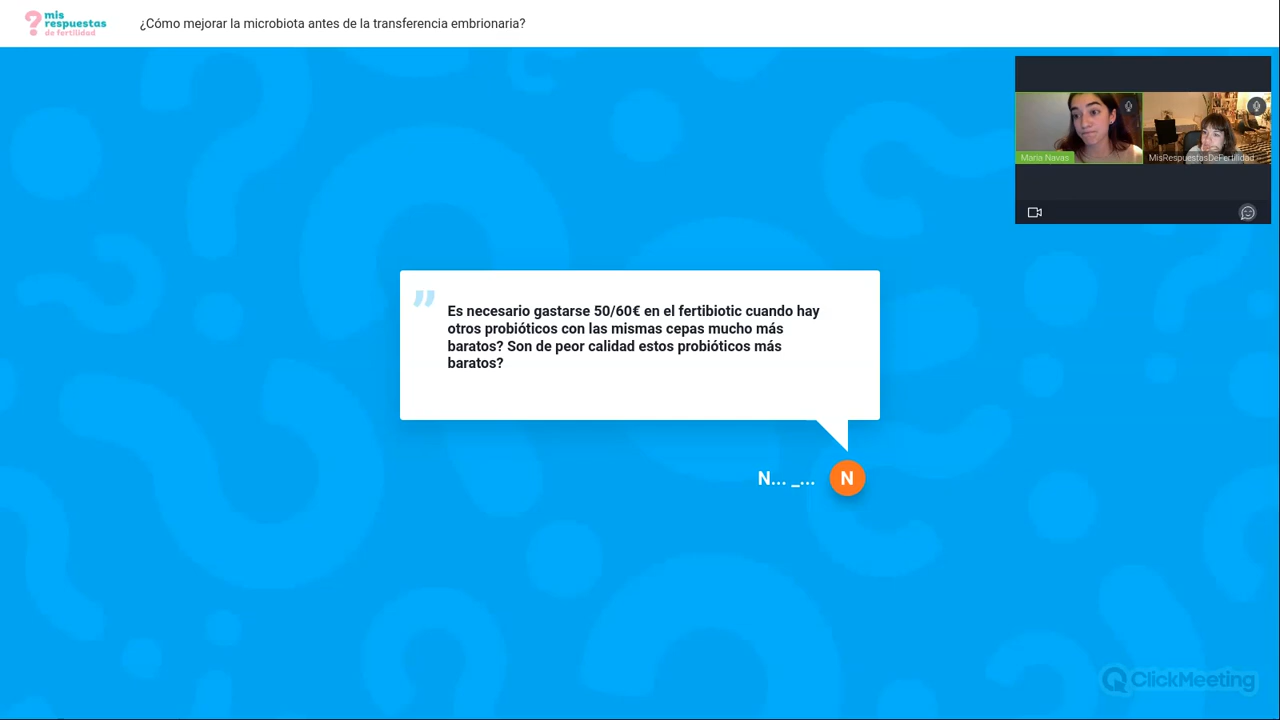 mis
respuestas
de fertilidad
¿Cómo mejorar la microbiota antes de la transferencia embrionaria?
María Navas
MisRespuestasDeFertilidad
Es necesario gastarse 50/60€ en el fertibiotic cuando hay
otros probióticos con las mismas cepas mucho más
baratos? Son de peor calidad estos probióticos más
baratos?
N... _...
N
ClickMeeting